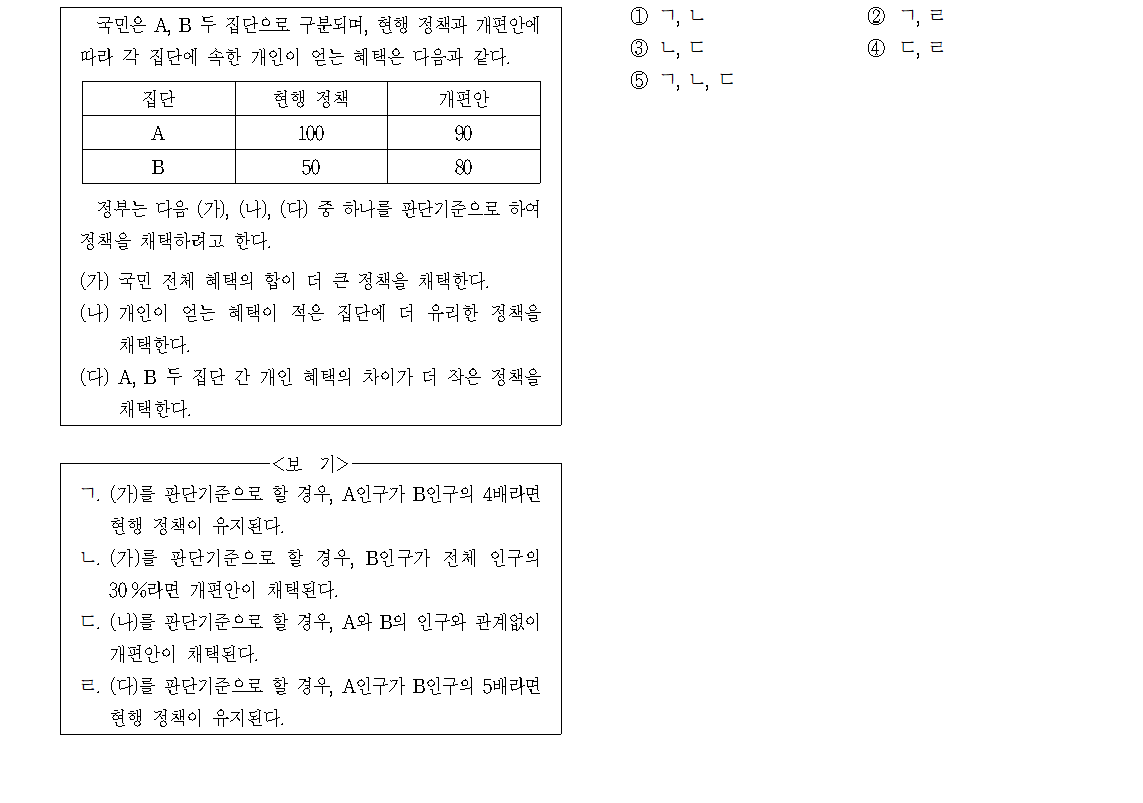 국민은 A, B 두 집단으로 구분되며, 현행 정책과 개편안에
따라 각 집단에 속한 개인이 얻는 혜택은 다음과 같다.
집단 현행 정책 개편안
A 100 90
B 50 80
정부는 다음 (가), (나), (다) 중 하나를 판단기준으로 하여
정책을 채택하려고 한다.
(가) 국민 전체 혜택의 합이 더 큰 정책을 채택한다.
(나) 개인이 얻는 혜택이 적은 집단에 더 유리한 정책을
채택한다.
(다) A, B 두 집단 간 개인 혜택의 차이가 더 작은 정책을
채택한다.
<보 기>
ㄱ. (가)를 판단기준으로 할 경우, A인구가 B인구의 4배라면
현행 정책이 유지된다.
ㄴ. (가)를 판단기준으로 할 경우, B인구가 전체 인구의
30 %라면 개편안이 채택된다.
ㄷ. (나)를 판단기준으로 할 경우, A와 B의 인구와 관계없이
개편안이 채택된다.
ㄹ. (다)를 판단기준으로 할 경우, A인구가 B인구의 5배라면
현행 정책이 유지된다.
① ㄱ, ㄴ ② ㄱ, ㄹ
③ ㄴ, ㄷ ④ ㄷ, ㄹ
⑤ ㄱ, ㄴ, ㄷ